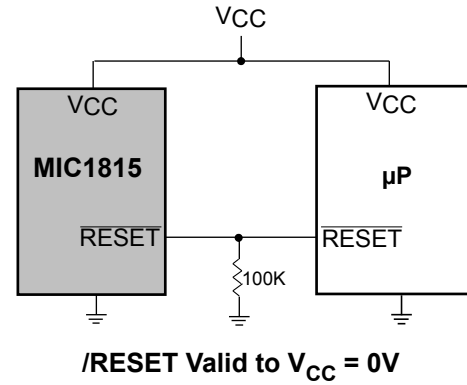 VCC
VCC
VCC
MIC1815
µP
RESET
RESET
100K
/RESET Valid to VCC = 0V